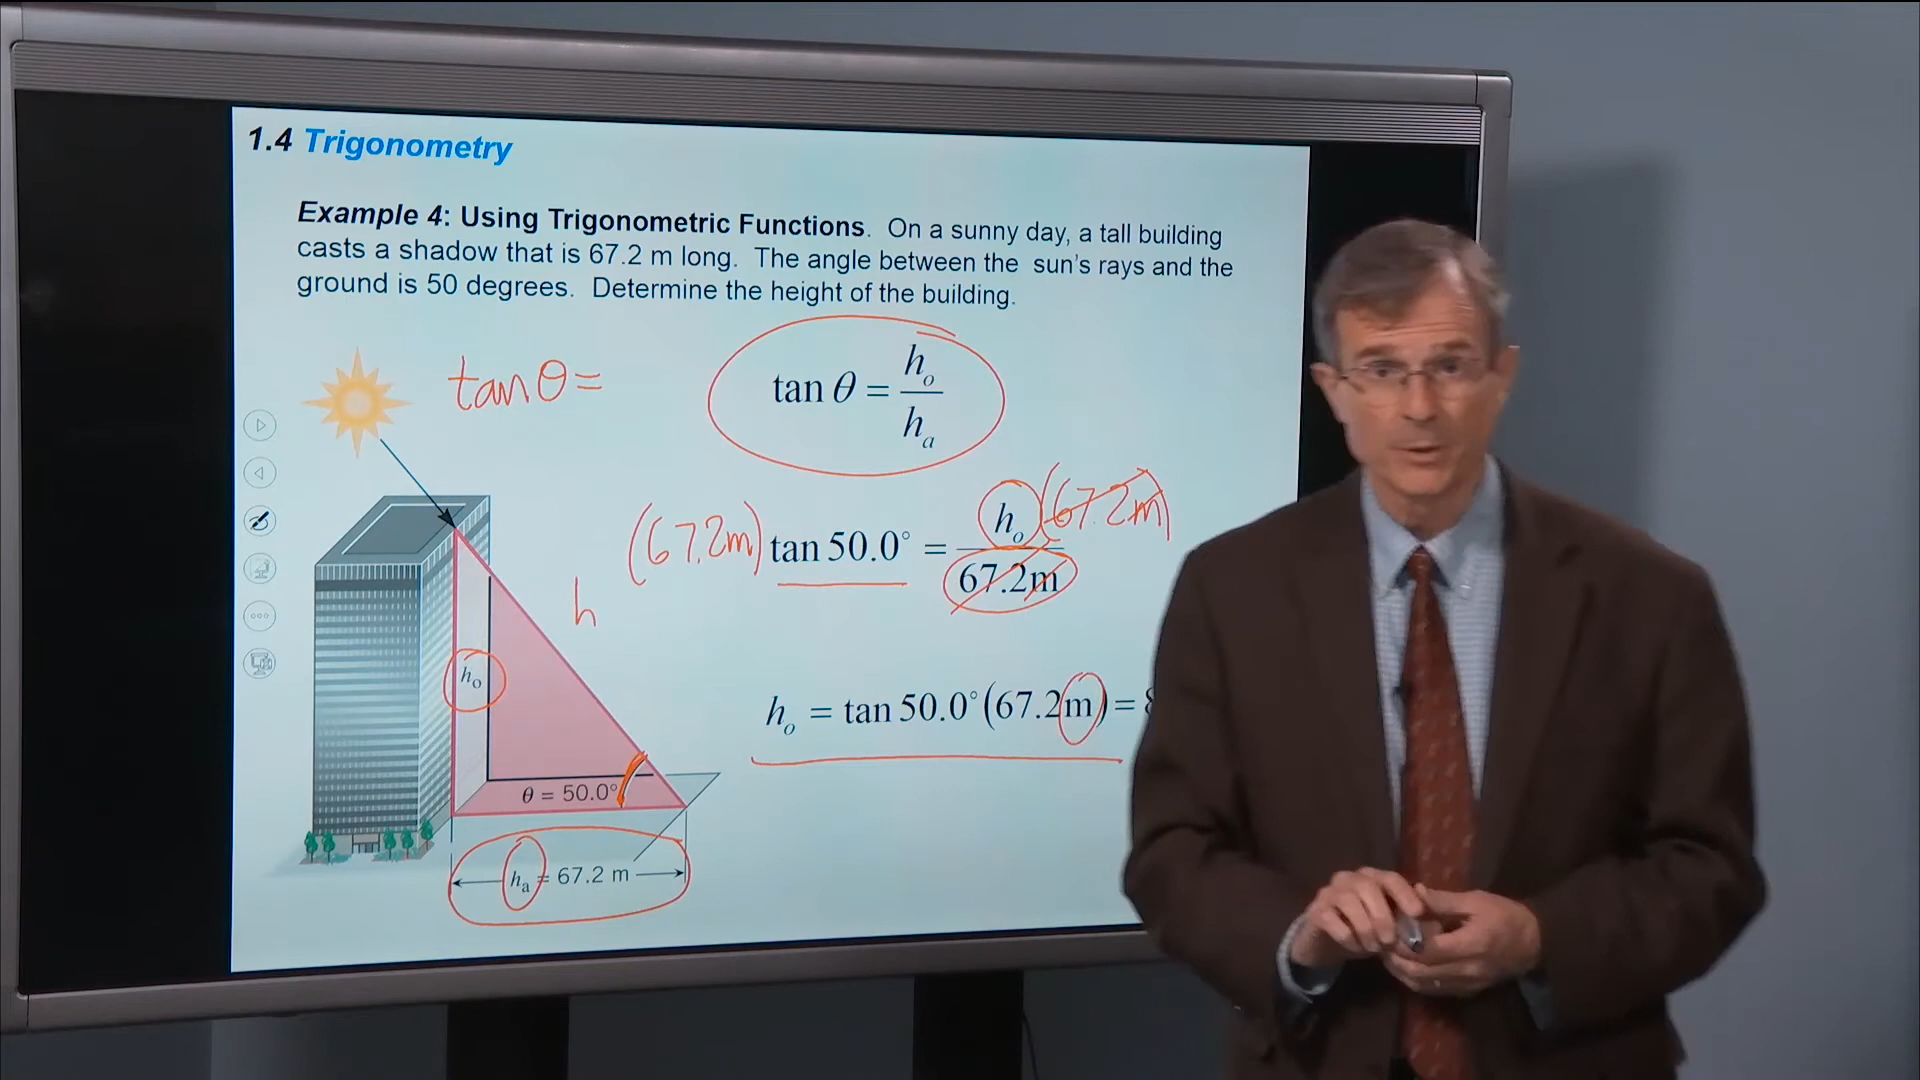 1.4 Trigonometry
Example 4: Using Trigonometric Functions. On a sunny day, a tall building
casts a shadow that is 67.2 m long. The angle between the sun's rays and the
ground is 50 degrees. Determine the height of the building.
tan θ =
tan θ = h_o / h_a
(67.2m) tan 50.0° = h_o (67.2m) / 67.2m
h
h_o
h_o = tan 50.0° (67.2m) =
θ = 50.0°
h_a = 67.2 m